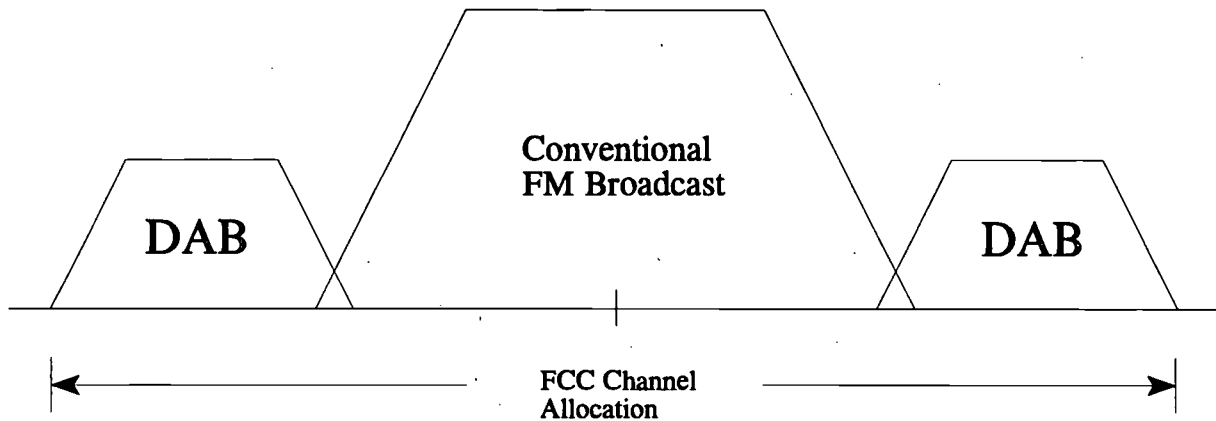 Conventional
FM Broadcast
DAB
DAB
FCC Channel
Allocation